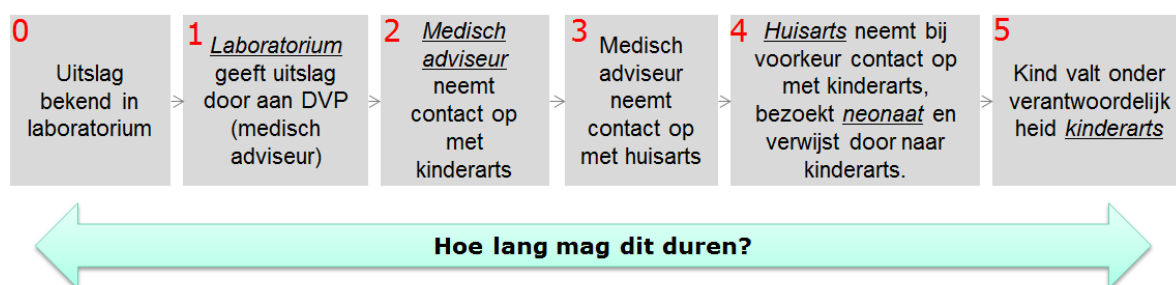 0
Uitslag
bekend in
laboratorium
1
Laboratorium
geeft uitslag
door aan DVP
(medisch
adviseur)
2
Medisch
adviseur
neemt
contact op
met
kinderarts
3
Medisch
adviseur
neemt
contact op
met huisarts
4
Huisarts neemt bij
voorkeur contact op
met kinderarts,
bezoekt neonaat en
verwijst door naar
kinderarts.
5
Kind valt onder
verantwoordelijk
heid kinderarts
Hoe lang mag dit duren?